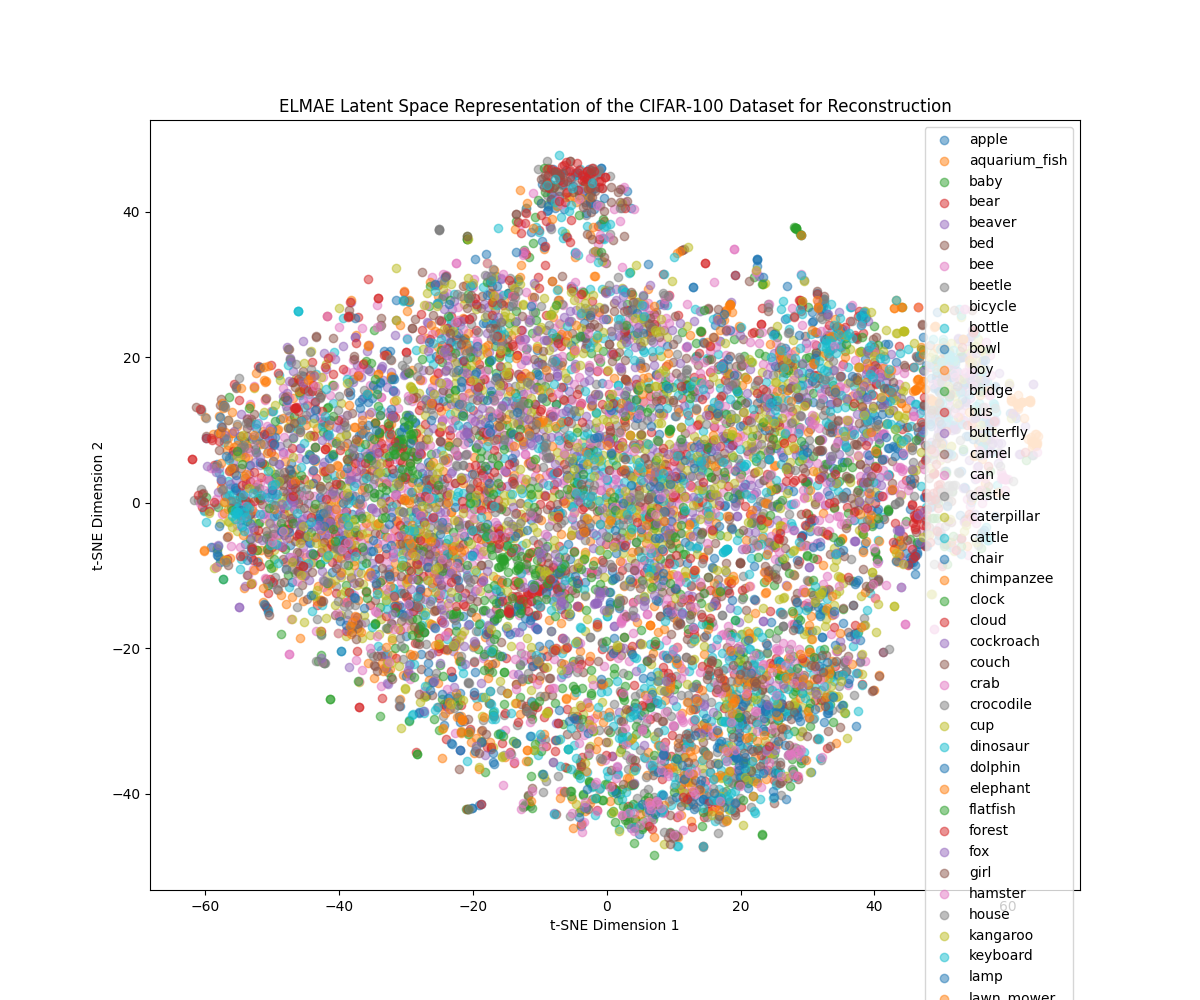 ELMAE Latent Space Representation of the CIFAR-100 Dataset for Reconstruction
40
20
0
−20
−40
t-SNE Dimension 2
−60
−40
−20
0
20
40
60
t-SNE Dimension 1
apple
aquarium_fish
baby
bear
beaver
bed
bee
beetle
bicycle
bottle
bowl
boy
bridge
bus
butterfly
camel
can
castle
caterpillar
cattle
chair
chimpanzee
clock
cloud
cockroach
couch
crab
crocodile
cup
dinosaur
dolphin
elephant
flatfish
forest
fox
girl
hamster
house
kangaroo
keyboard
lamp
lawn_mower